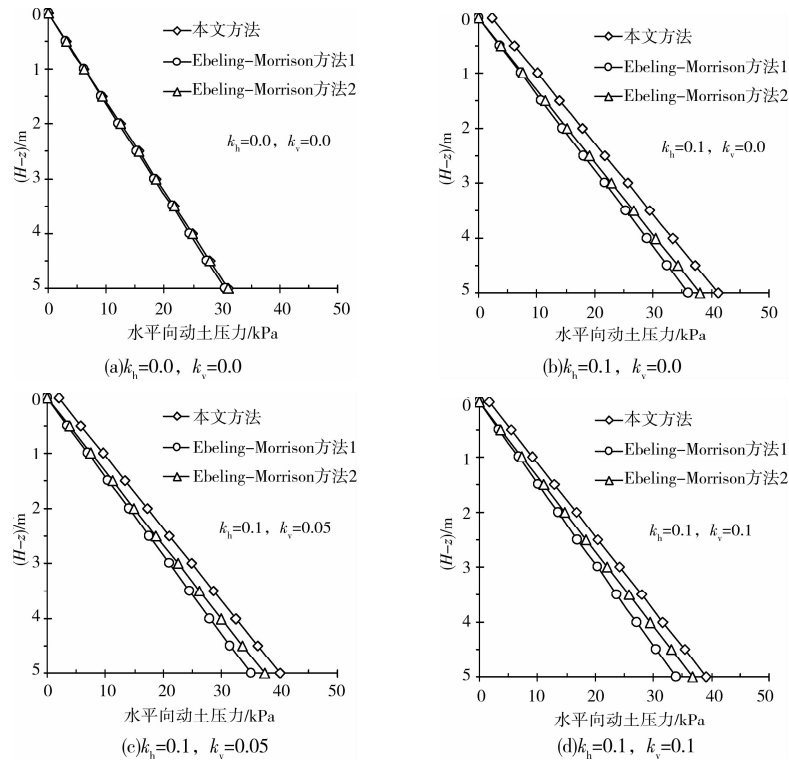 0
1
2
3
4
5
(H-z)/m
本文方法
Ebeling-Morrison方法1
Ebeling-Morrison方法2
kh=0.0，kv=0.0
0 10 20 30 40 50
水平向动土压力/kPa
(a)kh=0.0，kv=0.0
0
1
2
3
4
5
(H-z)/m
本文方法
Ebeling-Morrison方法1
Ebeling-Morrison方法2
kh=0.1，kv=0.0
0 10 20 30 40 50
水平向动土压力/kPa
(b)kh=0.1，kv=0.0
0
1
2
3
4
5
(H-z)/m
本文方法
Ebeling-Morrison方法1
Ebeling-Morrison方法2
kh=0.1，kv=0.05
0 10 20 30 40 50
水平向动土压力/kPa
(c)kh=0.1，kv=0.05
0
1
2
3
4
5
(H-z)/m
本文方法
Ebeling-Morrison方法1
Ebeling-Morrison方法2
kh=0.1，kv=0.1
0 10 20 30 40 50
水平向动土压力/kPa
(d)kh=0.1，kv=0.1